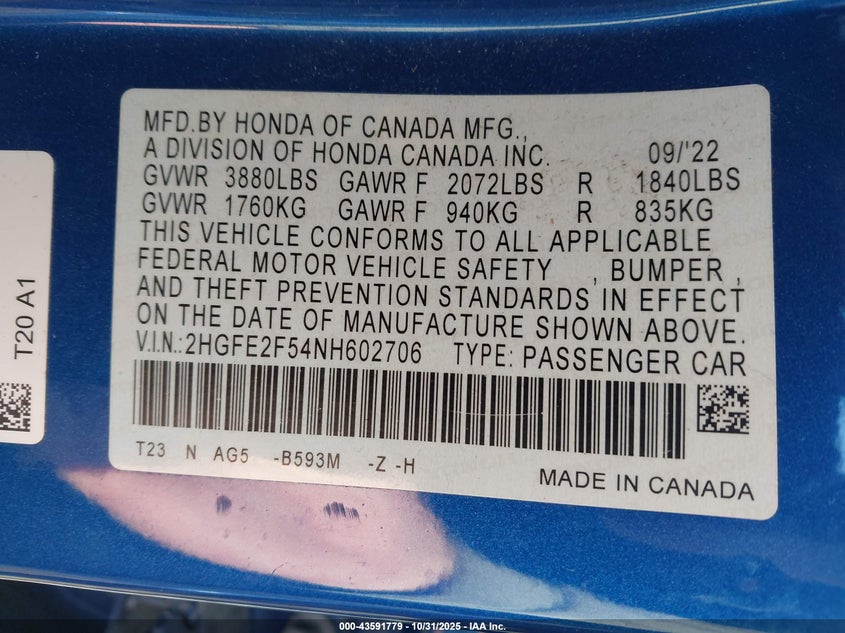 MFD.BY HONDA OF CANADA MFG.,
A DIVISION OF HONDA CANADA INC. 09/'22
GVWR 3880LBS GAWR F 2072LBS R 1840LBS
GVWR 1760KG GAWR F 940KG R 835KG
THIS VEHICLE CONFORMS TO ALL APPLICABLE
FEDERAL MOTOR VEHICLE SAFETY , BUMPER ,
AND THEFT PREVENTION STANDARDS IN EFFECT
ON THE DATE OF MANUFACTURE SHOWN ABOVE.
V.I.N.:2HGFE2F54NH602706 TYPE: PASSENGER CAR
T23 N AG5 -B593M -Z -H
MADE IN CANADA
T20 A1
000-43591779 - 10/31/2025 - IAA Inc.